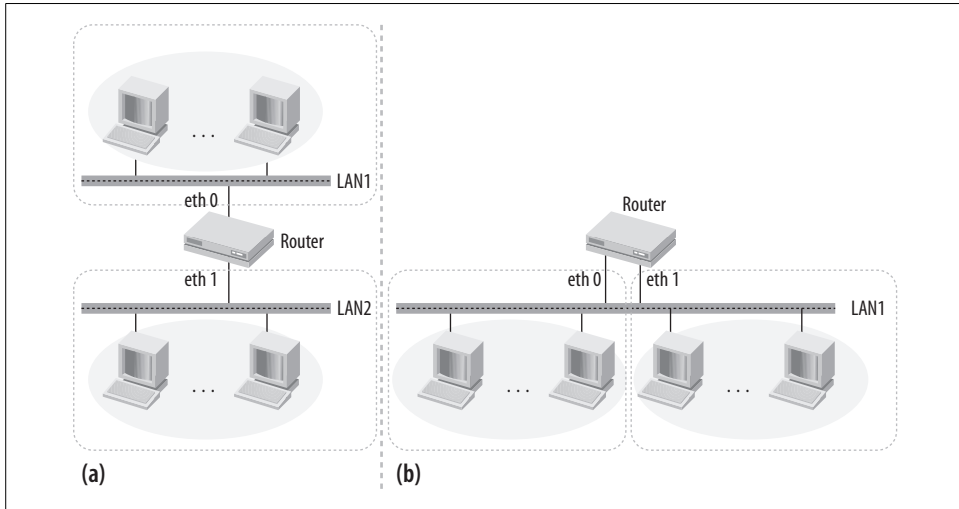 LAN1
eth 0
Router
eth 1
LAN2
(a)
Router
eth 0
eth 1
LAN1
(b)
. . .
. . .
. . .
. . .